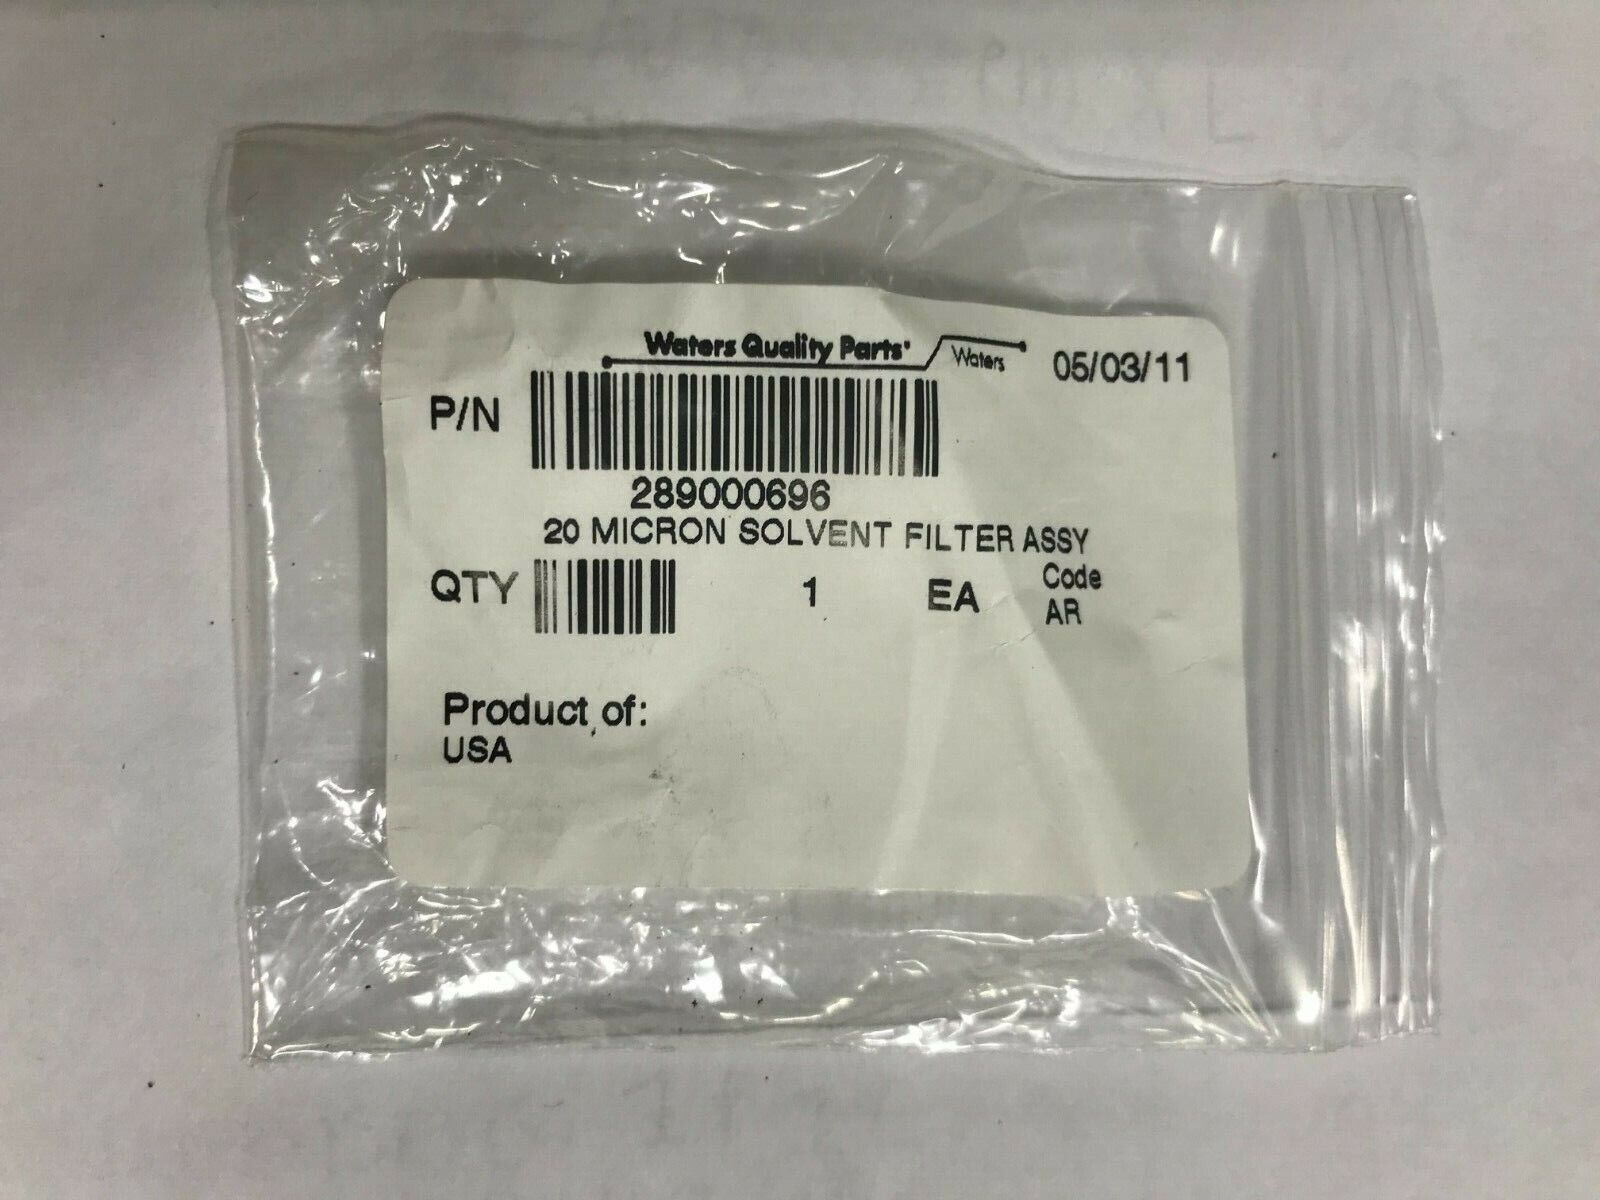 Waters Quality Parts' Waters 05/03/11
P/N
289000696
20 MICRON SOLVENT FILTER ASSY
QTY 1 EA Code
AR
Product of:
USA